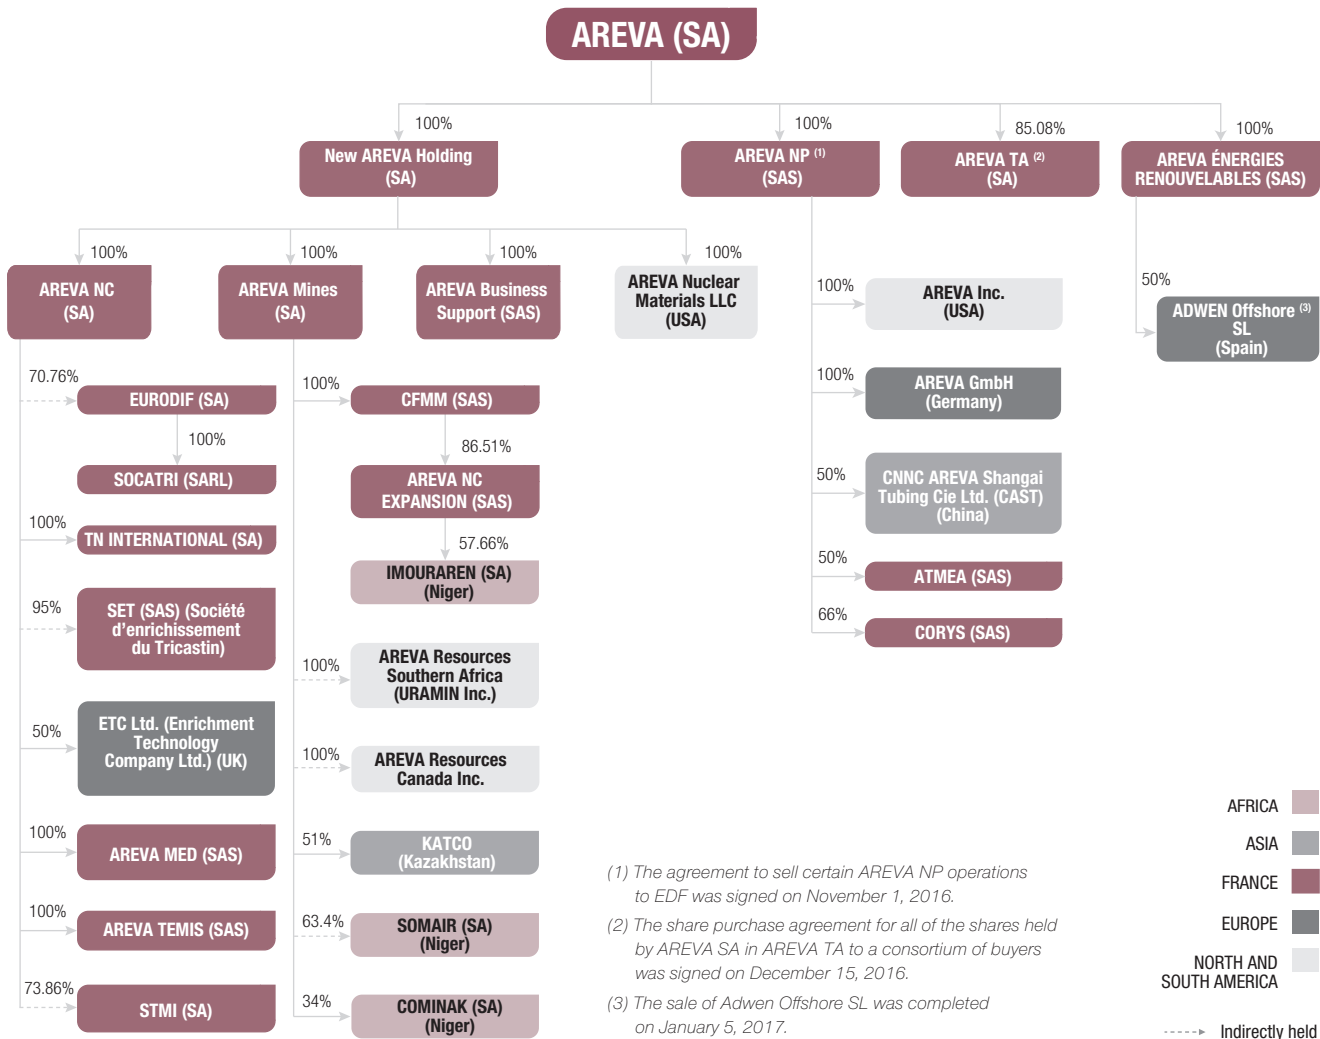 AREVA (SA)
100%
100%
85.08%
100%
New AREVA Holding
(SA)
AREVA NP (1)
(SAS)
AREVA TA (2)
(SA)
AREVA ÉNERGIES
RENOUVELABLES (SAS)
100%
100%
100%
100%
AREVA NC
(SA)
AREVA Mines
(SA)
AREVA Business
Support (SAS)
AREVA Nuclear
Materials LLC
(USA)
100%
AREVA Inc.
(USA)
50%
ADWEN Offshore (3)
SL
(Spain)
70.76%
EURODIF (SA)
100%
SOCATRI (SARL)
100%
TN INTERNATIONAL (SA)
95%
SET (SAS) (Société
d'enrichissement
du Tricastin)
50%
ETC Ltd. (Enrichment
Technology
Company Ltd.) (UK)
100%
AREVA MED (SAS)
100%
AREVA TEMIS (SAS)
73.86%
STMI (SA)
100%
CFMM (SAS)
86.51%
AREVA NC
EXPANSION (SAS)
57.66%
IMOURAREN (SA)
(Niger)
100%
AREVA Resources
Southern Africa
(URAMIN Inc.)
100%
AREVA Resources
Canada Inc.
51%
KATCO
(Kazakhstan)
63.4%
SOMAIR (SA)
(Niger)
34%
COMINAK (SA)
(Niger)
100%
AREVA GmbH
(Germany)
50%
CNNC AREVA Shangai
Tubing Cie Ltd. (CAST)
(China)
50%
ATMEA (SAS)
66%
CORYS (SAS)
(1) The agreement to sell certain AREVA NP operations
to EDF was signed on November 1, 2016.
(2) The share purchase agreement for all of the shares held
by AREVA SA in AREVA TA to a consortium of buyers
was signed on December 15, 2016.
(3) The sale of Adwen Offshore SL was completed
on January 5, 2017.
AFRICA
ASIA
FRANCE
EUROPE
NORTH AND
SOUTH AMERICA
Indirectly held